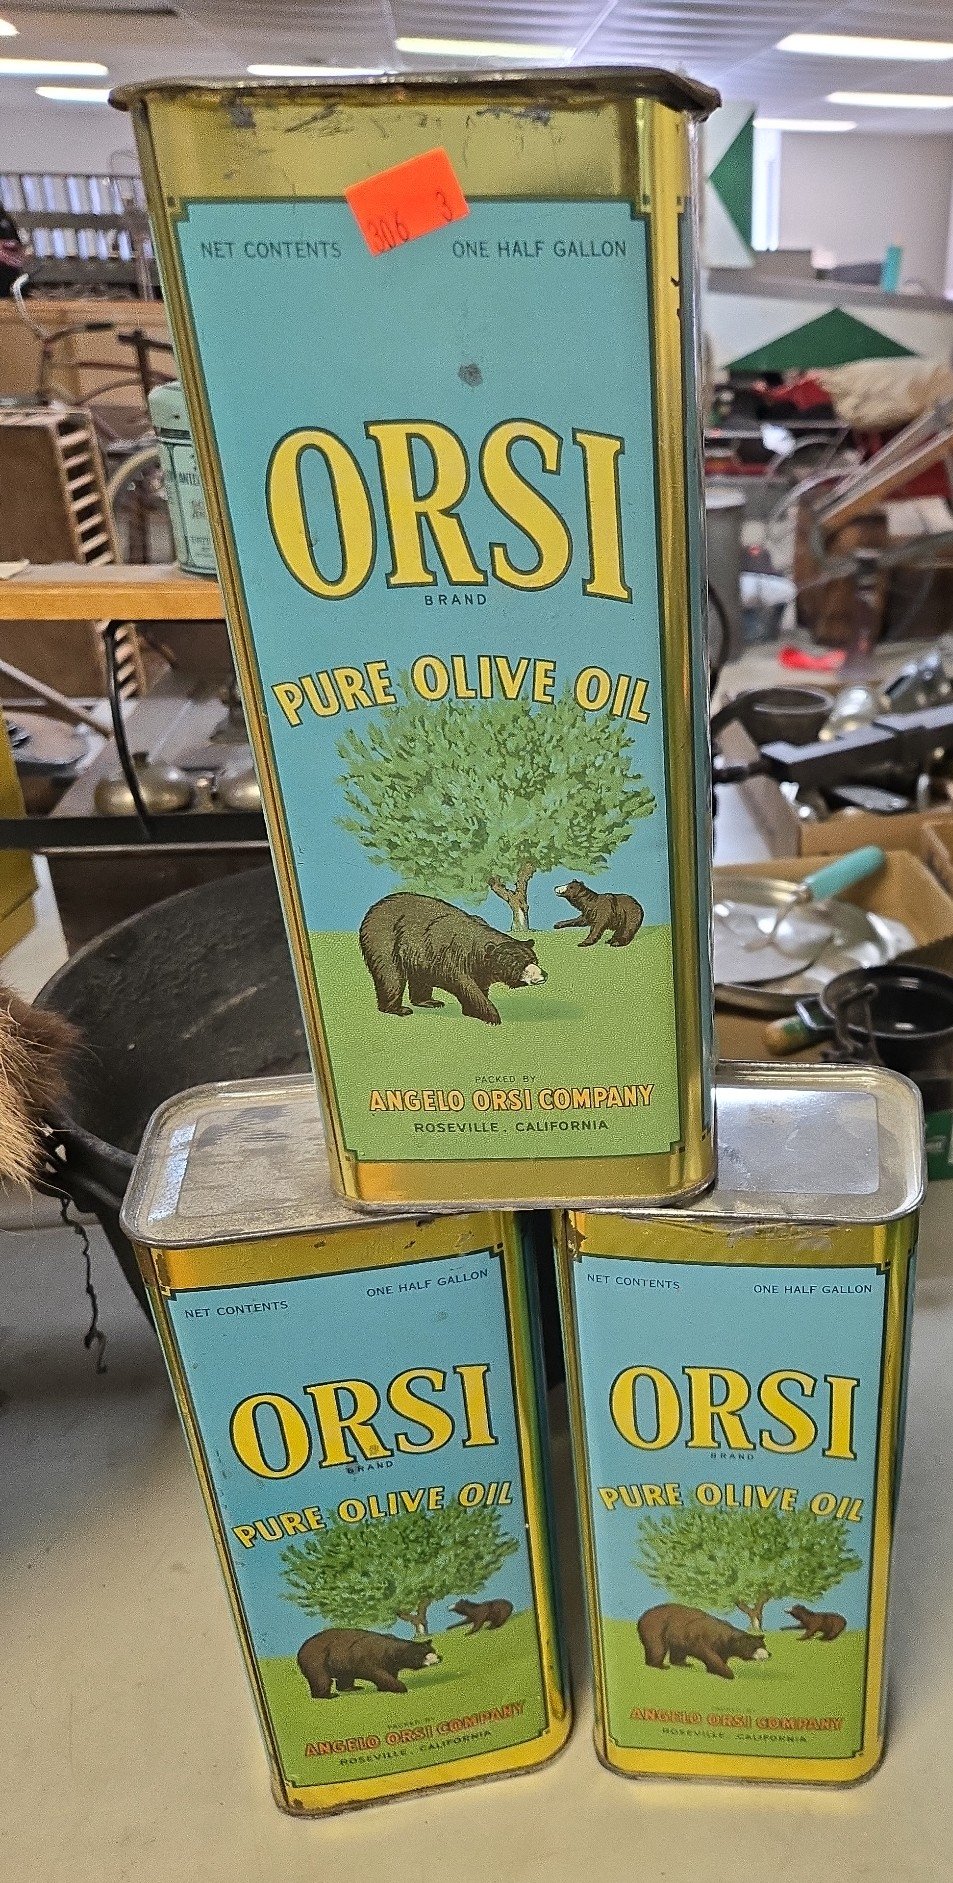 306 3
NET CONTENTS ONE HALF GALLON
ORSI
BRAND
PURE OLIVE OIL
PACKED BY
ANGELO ORSI COMPANY
ROSEVILLE, CALIFORNIA
NET CONTENTS ONE HALF GALLON
ORSI
BRAND
PURE OLIVE OIL
PACKED BY
ANGELO ORSI COMPANY
ROSEVILLE, CALIFORNIA
NET CONTENTS ONE HALF GALLON
ORSI
BRAND
PURE OLIVE OIL
ANGELO ORSI COMPANY
ROSEVILLE, CALIFORNIA